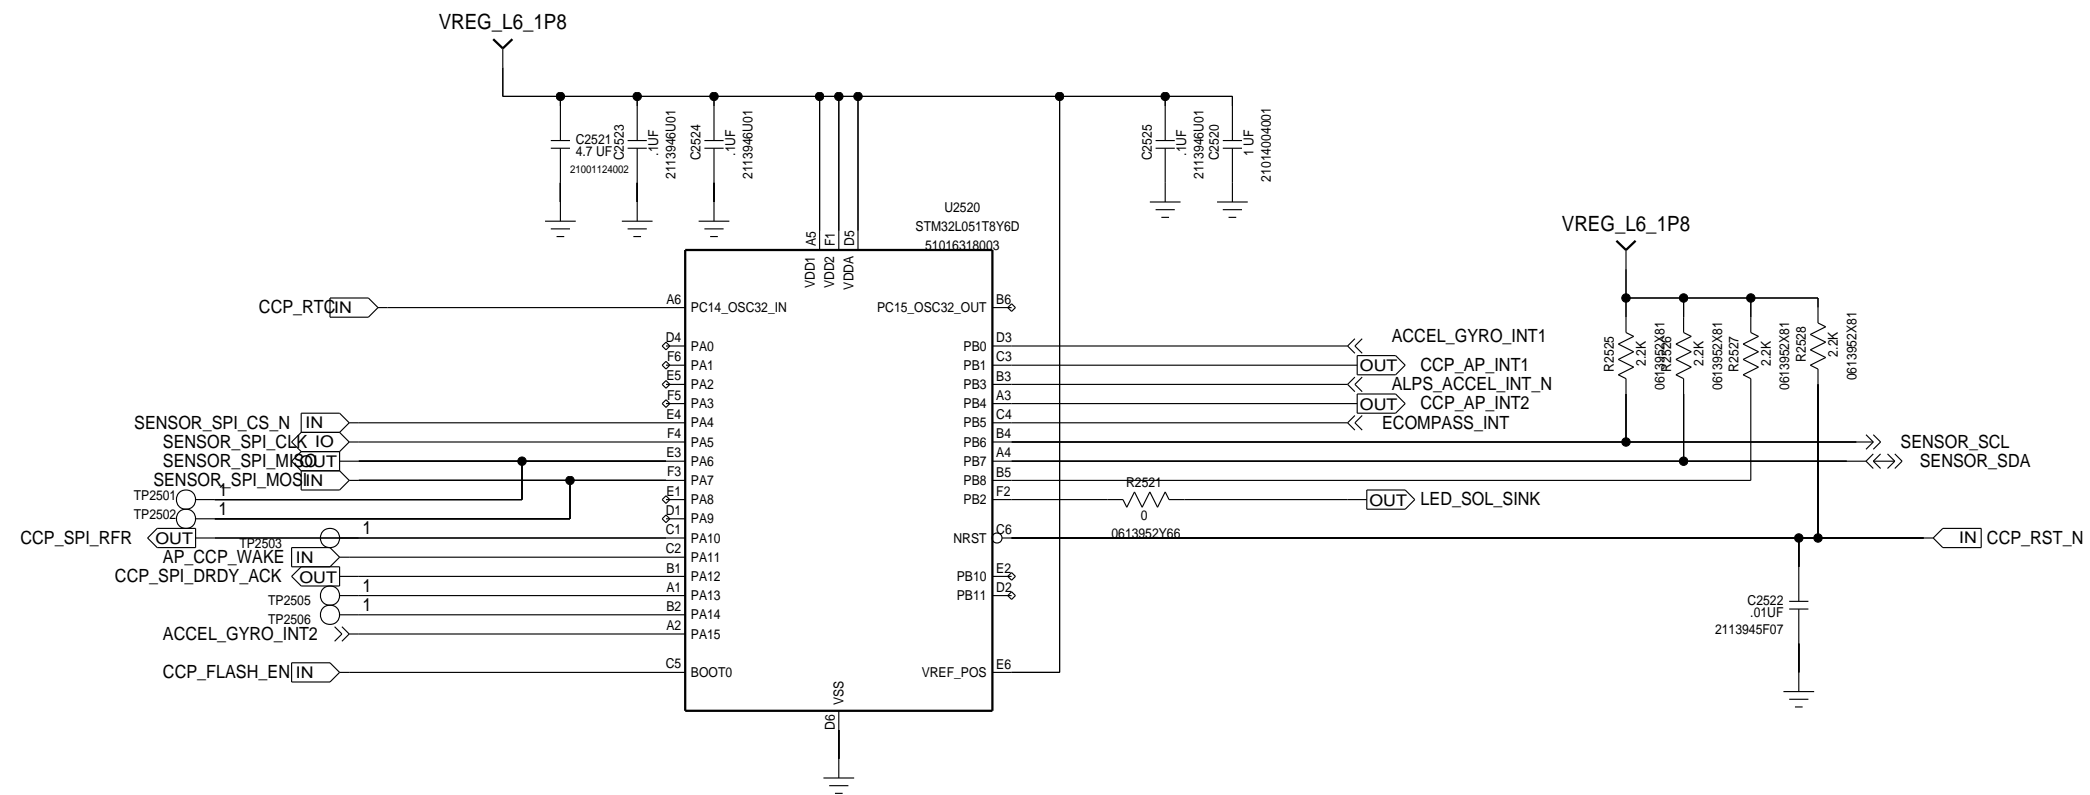 VREG_L6_1P8
C2521
4.7 UF
21001124002
C2523
.1UF
2113946U01
C2524
.1UF
2113946U01
C2525
.1UF
2113946U01
C2520
1 UF
21014004001
U2520
STM32L051T8Y6D
51016318003
A5
F1
D5
VDD1
VDD2
VDDA
VREG_L6_1P8
R2525
2.2K
0613952X81
R2526
2.2K
0613952X81
R2527
2.2K
0613952X81
R2528
2.2K
0613952X81
CCP_RTC IN A6 PC14_OSC32_IN
PC15_OSC32_OUT B6
D4 PA0
PB0 D3 ACCEL_GYRO_INT1
F6 PA1
PB1 C3 OUT CCP_AP_INT1
E5 PA2
PB3 B3 ALPS_ACCEL_INT_N
F5 PA3
PB4 A3 OUT CCP_AP_INT2
SENSOR_SPI_CS_N IN E4 PA4
PB5 C4 ECOMPASS_INT
SENSOR_SPI_CLK IO F4 PA5
PB6 B4 SENSOR_SCL
SENSOR_SPI_MISO OUT E3 PA6
PB7 A4 SENSOR_SDA
SENSOR_SPI_MOSI IN F3 PA7
PB8 B5
TP2501 1 E1 PA8
PB2 F2 R2521 OUT LED_SOL_SINK
0
0613952Y66
TP2502 1 D1 PA9
CCP_SPI_RFR OUT TP2503 1 C1 PA10
NRST C6 IN CCP_RST_N
AP_CCP_WAKE IN C2 PA11
CCP_SPI_DRDY_ACK OUT B1 PA12
PB10 E2
TP2505 1 A1 PA13
PB11 D2
TP2506 1 B2 PA14
ACCEL_GYRO_INT2 A2 PA15
C2522
.01UF
2113945F07
CCP_FLASH_EN IN C5 BOOT0
VREF_POS E6
VSS
D6